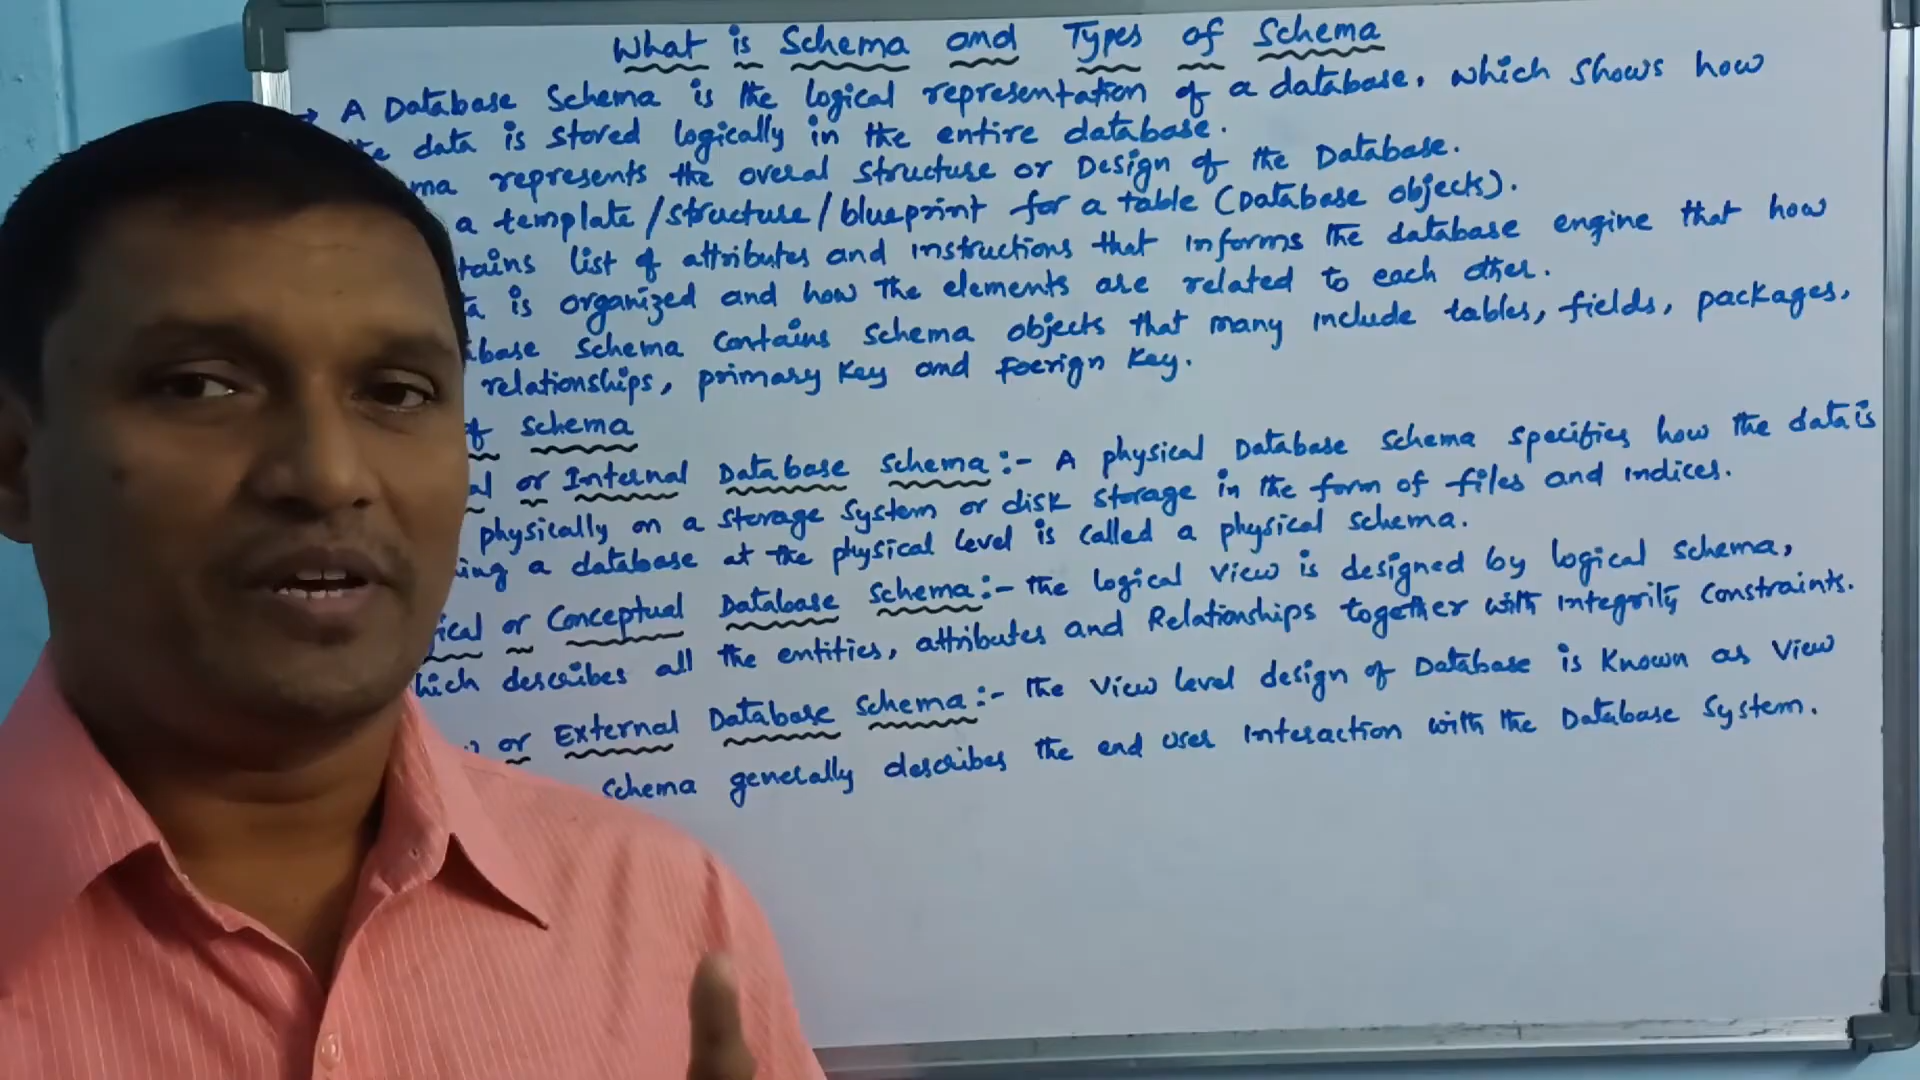 What is Schema and Types of Schema
→ A Database Schema is the logical representation of a database, which shows how
data is stored logically in the entire database.
represents the overal structure or Design of the Database.
a template/structure/blueprint for a table (Database objects).
list of attributes and instructions that informs the database engine that how
is organized and how the elements are related to each other.
Schema contains schema objects that many include tables, fields, packages,
relationships, primary key and foerign key.
of schema
or Internal Database Schema:- A physical Database schema specifies how the data is
physically on a storage system or disk storage in the form of files and indices.
a database at the physical level is called a physical schema.
or Conceptual Database Schema:- The logical view is designed by logical schema,
describes all the entities, attributes and Relationships together with integrity constraints.
or External Database Schema:- The view level design of Database is known as view
schema generally describes the end user interaction with the Database system.